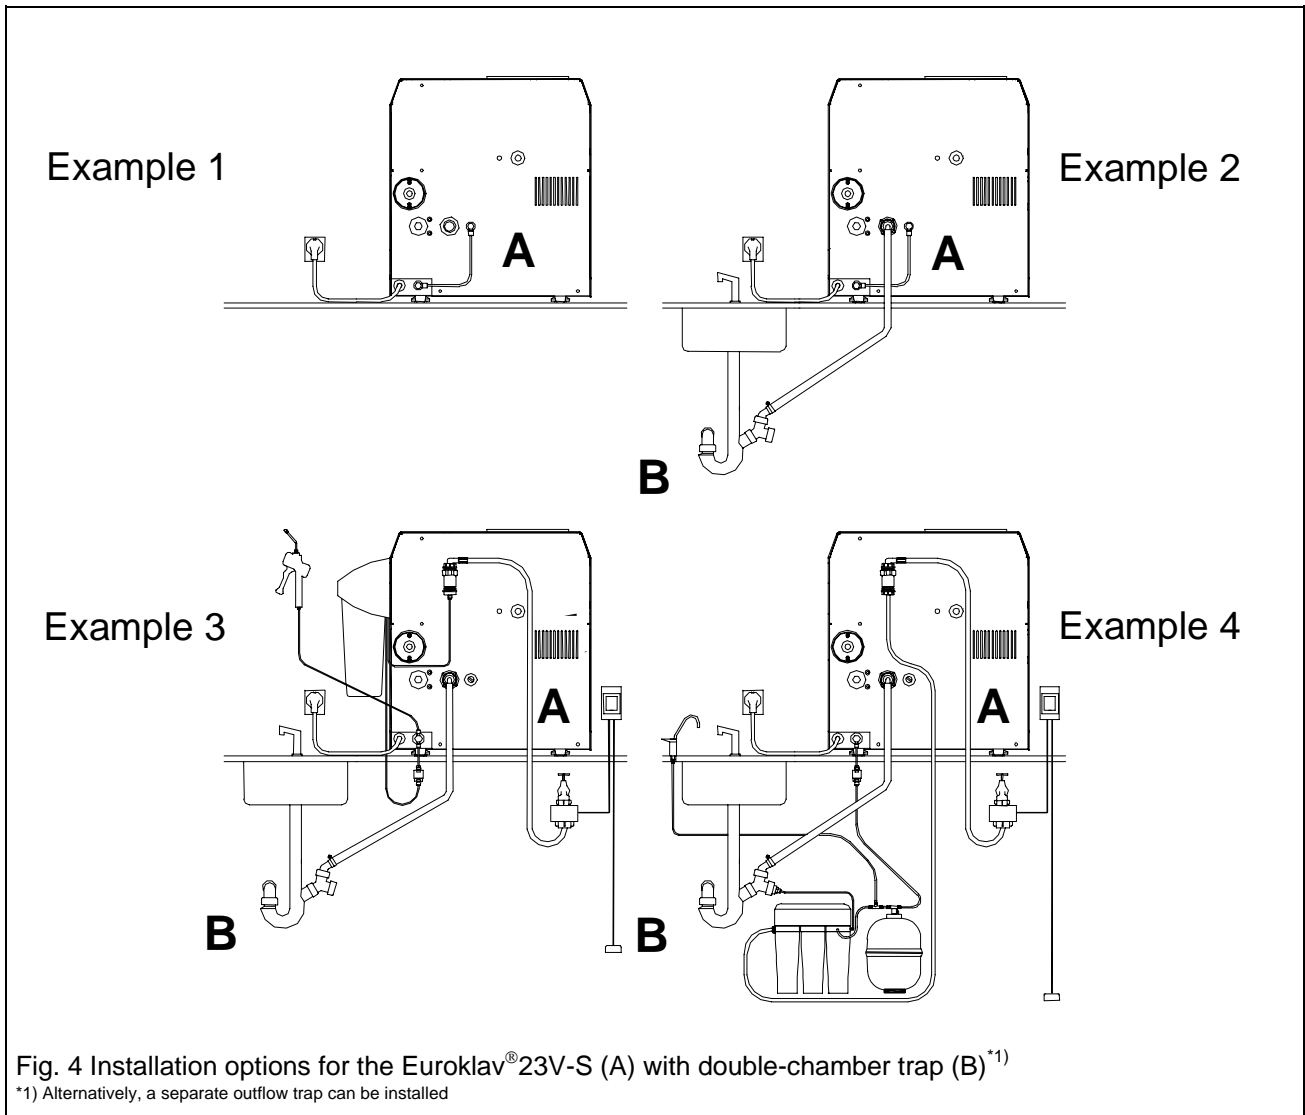 Example 1
A
Example 2
A
B
Example 3
A
B
Example 4
A
B
Fig. 4 Installation options for the Euroklav®23V-S (A) with double-chamber trap (B)*1)
*1) Alternatively, a separate outflow trap can be installed